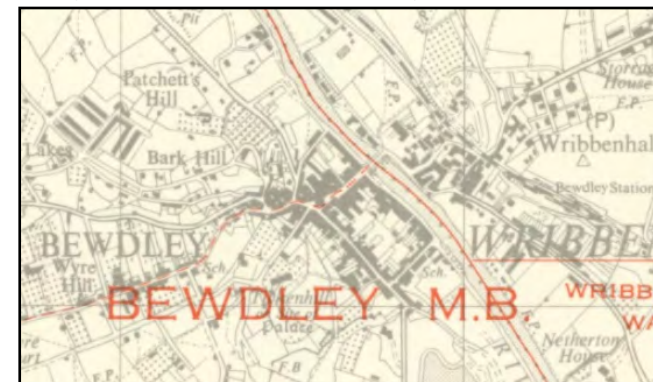 Pit
F.P.
Patchett's
Hill
Storrage
House
F.P.
F.P.
(P)
Lakes
Bark Hill
Wribbenhall
Bewdley Station
BEWDLEY
WRIBBE
Wyre
Hill
Sch.
Sch.
BEWDLEY M.B.
WRIBB
WA
Palace
F.P.
Netherton
House
F.B
F.P.